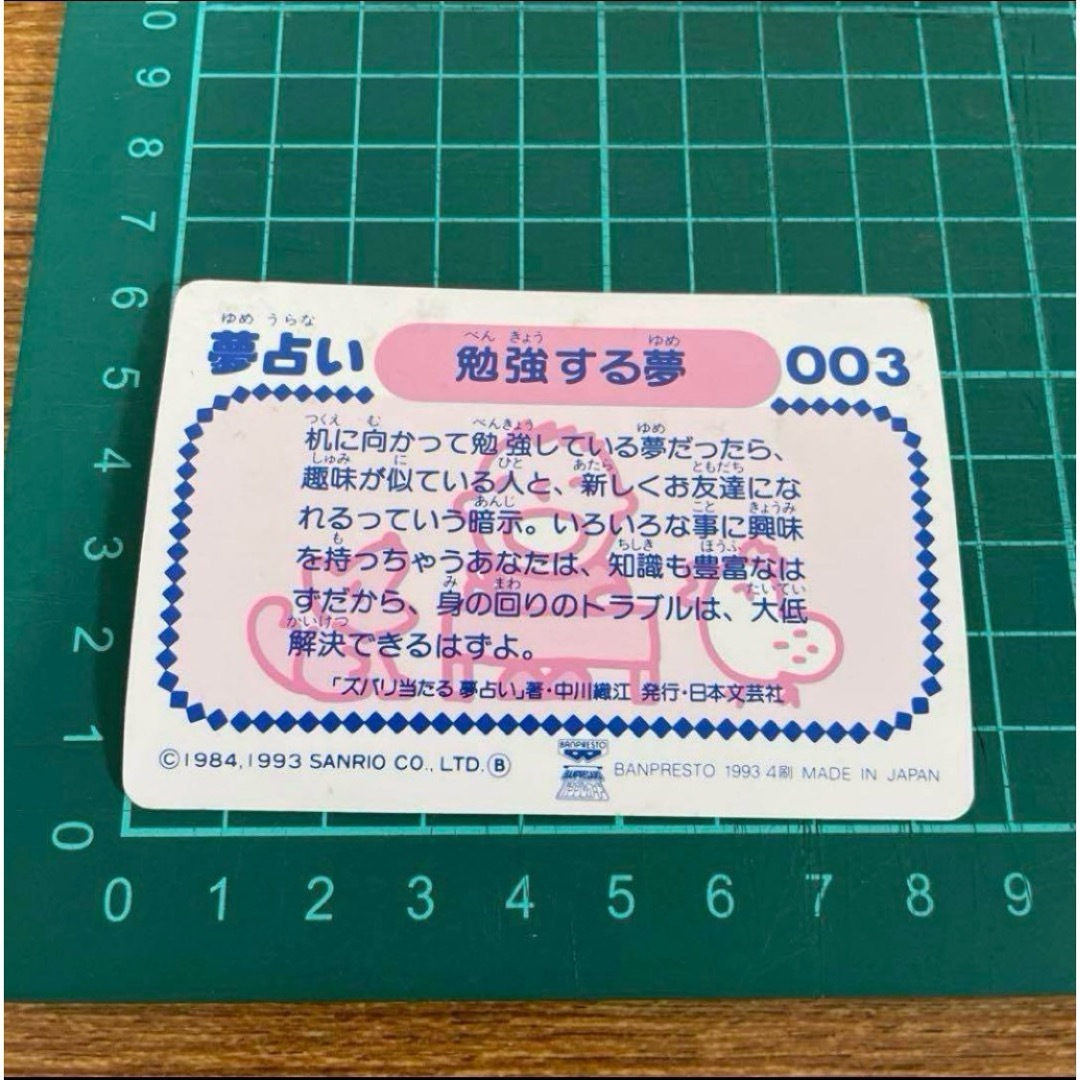 ゆめ うらな
夢占い
べん きょう ゆめ
勉強する夢
003
つくえ む べんきょう ゆめ
机に向かって勉強している夢だったら、
しゅみ に ひと あたら ともだち
趣味が似ている人と、新しくお友達にな
あんじ こと きょうみ
れるっていう暗示。いろいろな事に興味
も ちしき ほうふ
を持つちゃうあなたは、知識も豊富なは
み まわ たいてい
ずだから、身の回りのトラブルは、大低
かいけつ
解決できるはずよ。
「ズバリ当たる 夢占い」著・中川織江 発行・日本文芸社
©1984,1993 SANRIO CO., LTD. Ⓑ
BANPRESTO
BANPRESTO 1993 4刷 MADE IN JAPAN
10
9
8
7
6
5
4
3
2
1
0
0 1 2 3 4 5 6 7 8 9